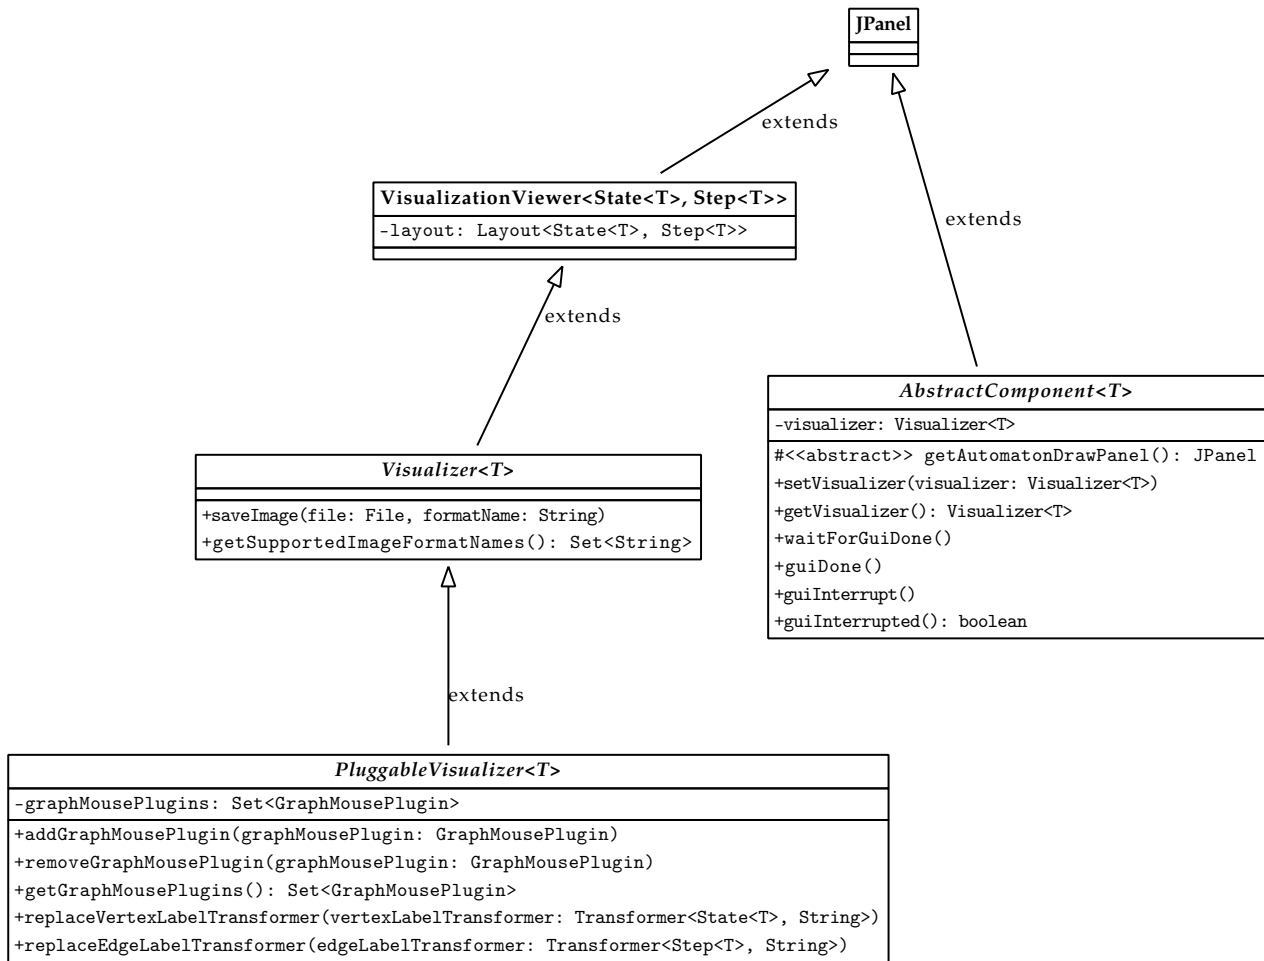 JPanel
extends
VisualizationViewer<State<T>, Step<T>>
-layout: Layout<State<T>, Step<T>>
extends
extends
AbstractComponent<T>
-visualizer: Visualizer<T>
#<<abstract>> getAutomatonDrawPanel(): JPanel
+setVisualizer(visualizer: Visualizer<T>)
+getVisualizer(): Visualizer<T>
+waitForGuiDone()
+guiDone()
+guiInterrupt()
+guiInterrupted(): boolean
Visualizer<T>
+saveImage(file: File, formatName: String)
+getSupportedImageFormatNames(): Set<String>
extends
PluggableVisualizer<T>
-graphMousePlugins: Set<GraphMousePlugin>
+addGraphMousePlugin(graphMousePlugin: GraphMousePlugin)
+removeGraphMousePlugin(graphMousePlugin: GraphMousePlugin)
+getGraphMousePlugins(): Set<GraphMousePlugin>
+replaceVertexLabelTransformer(vertexLabelTransformer: Transformer<State<T>, String>)
+replaceEdgeLabelTransformer(edgeLabelTransformer: Transformer<Step<T>, String>)